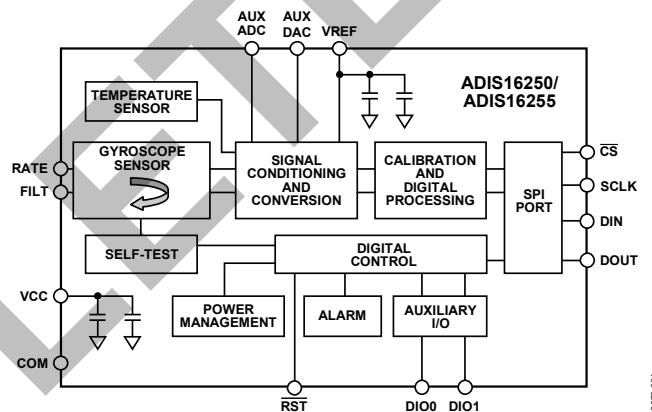 AUX
ADC
AUX
DAC
VREF
ADIS16250/
ADIS16255
TEMPERATURE
SENSOR
GYROSCOPE
SENSOR
SIGNAL
CONDITIONING
AND
CONVERSION
CALIBRATION
AND
DIGITAL
PROCESSING
SPI
PORT
RATE
FILT
CS
SCLK
DIN
DOUT
SELF-TEST
DIGITAL
CONTROL
VCC
POWER
MANAGEMENT
ALARM
AUXILIARY
I/O
COM
RST
DIO0
DIO1